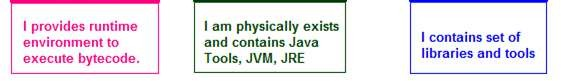 I provides runtime
environment to
execute bytecode.
I am physically exists
and contains Java
Tools, JVM, JRE
I contains set of
libraries and tools